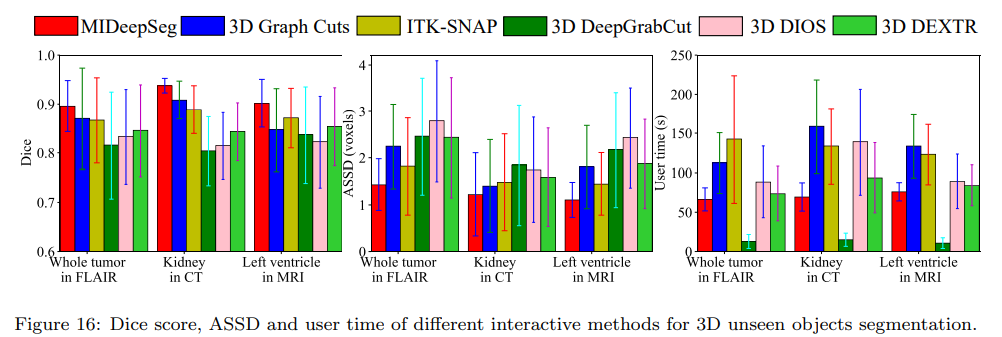 MIDeepSeg 3D Graph Cuts ITK-SNAP 3D DeepGrabCut 3D DIOS 3D DEXTR
Dice
1.0
0.9
0.8
0.7
0.6
Whole tumor
in FLAIR
Kidney
in CT
Left ventricle
in MRI
ASSD (voxels)
4
3
2
1
0
Whole tumor
in FLAIR
Kidney
in CT
Left ventricle
in MRI
User time (s)
250
200
150
100
50
0
Whole tumor
in FLAIR
Kidney
in CT
Left ventricle
in MRI
Figure 16: Dice score, ASSD and user time of different interactive methods for 3D unseen objects segmentation.